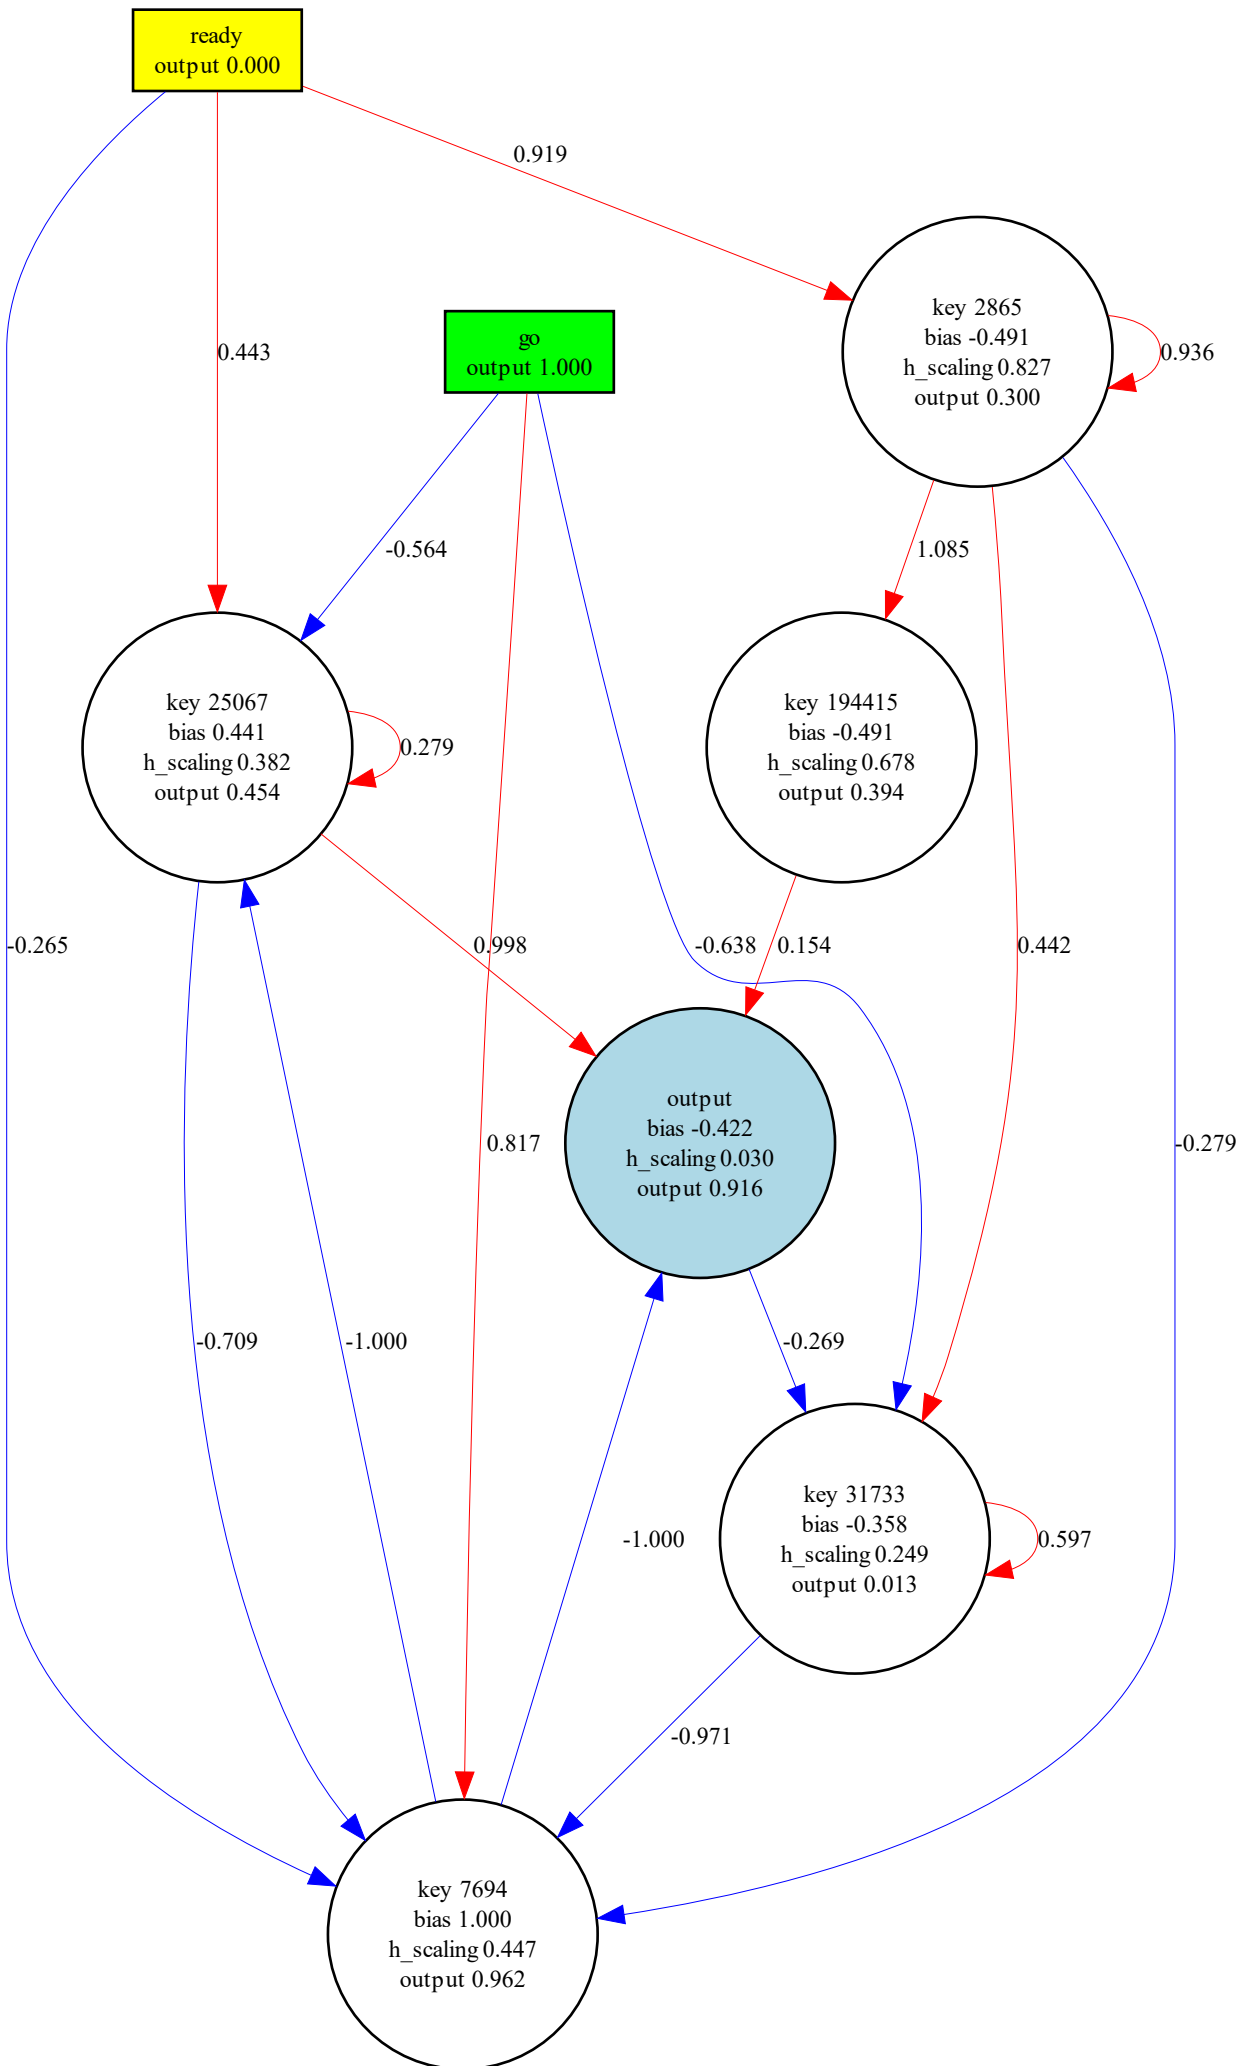 ready
output 0.000
0.919
go
output 1.000
0.443
key 2865
bias -0.491
h_scaling 0.827
output 0.300
0.936
-0.564
1.085
key 25067
bias 0.441
h_scaling 0.382
output 0.454
0.279
key 194415
bias -0.491
h_scaling 0.678
output 0.394
-0.265
0.998
-0.638
0.154
0.442
output
bias -0.422
h_scaling 0.030
output 0.916
0.817
-0.279
-0.709
-1.000
-0.269
-1.000
key 31733
bias -0.358
h_scaling 0.249
output 0.013
0.597
-0.971
key 7694
bias 1.000
h_scaling 0.447
output 0.962